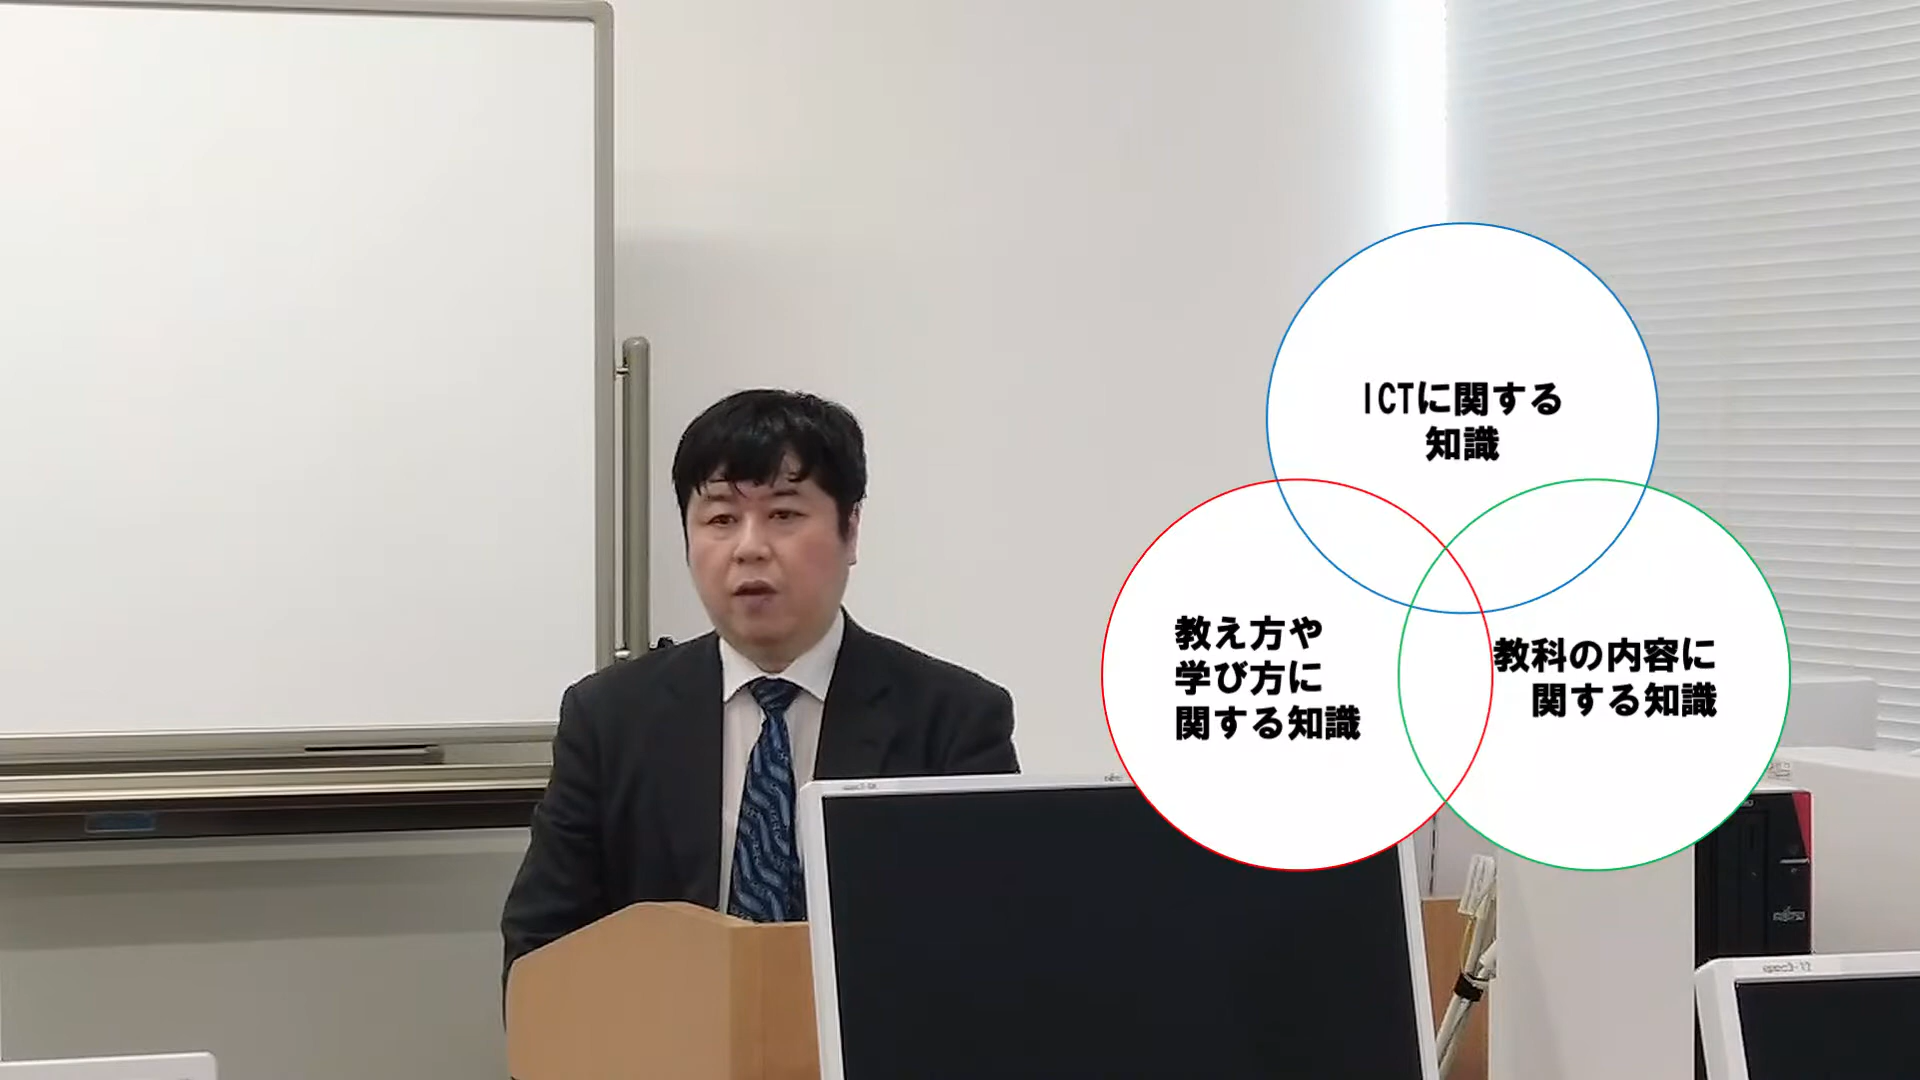 ICTに関する
知識
教え方や
学び方に
関する知識
教科の内容に
関する知識